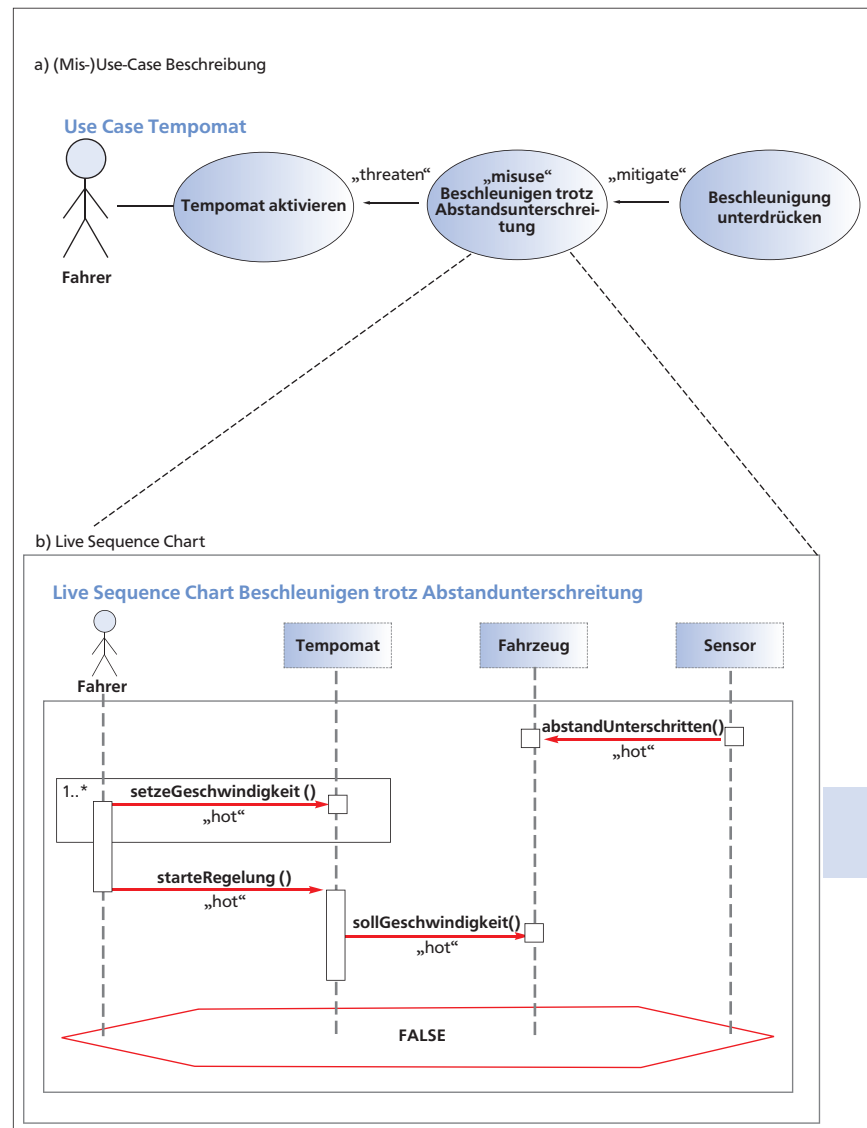 a) (Mis-)Use-Case Beschreibung
Use Case Tempomat
„threaten“
„misuse“
„mitigate“
Tempomat aktivieren
Beschleunigen trotz
Abstandsunterschrei-
tung
Beschleunigung
unterdrücken
Fahrer
b) Live Sequence Chart
Live Sequence Chart Beschleunigen trotz Abstandunterschreitung
Fahrer
Tempomat
Fahrzeug
Sensor
abstandUnterschritten()
„hot“
1..*
setzeGeschwindigkeit ()
„hot“
starteRegelung ()
„hot“
sollGeschwindigkeit()
„hot“
FALSE